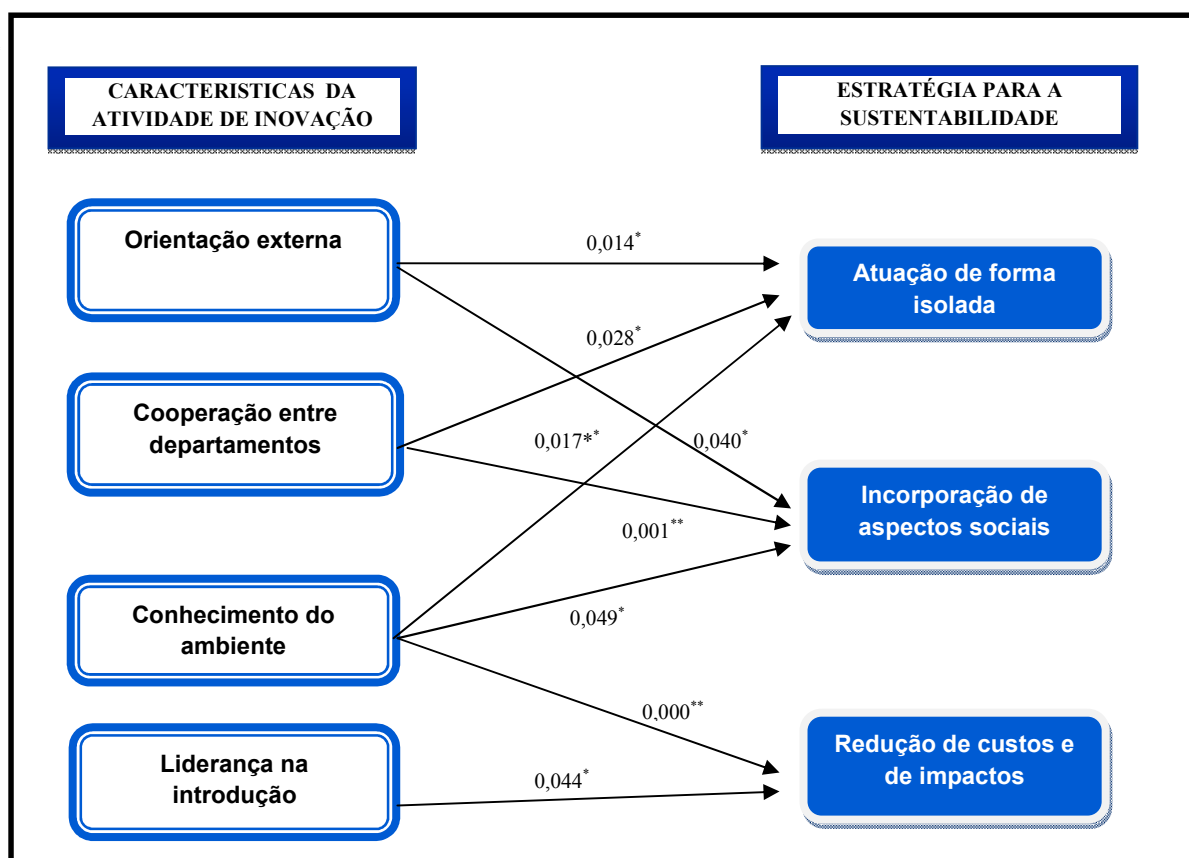 CARACTERISTICAS DA
ATIVIDADE DE INOVAÇÃO
ESTRATÉGIA PARA A
SUSTENTABILIDADE
Orientação externa
0,014*
Atuação de forma
isolada
0,028*
Cooperação entre
departamentos
0,017**
0,040*
Incorporação de
aspectos sociais
0,001**
Conhecimento do
ambiente
0,049*
0,000**
Redução de custos e
de impactos
Liderança na
introdução
0,044*